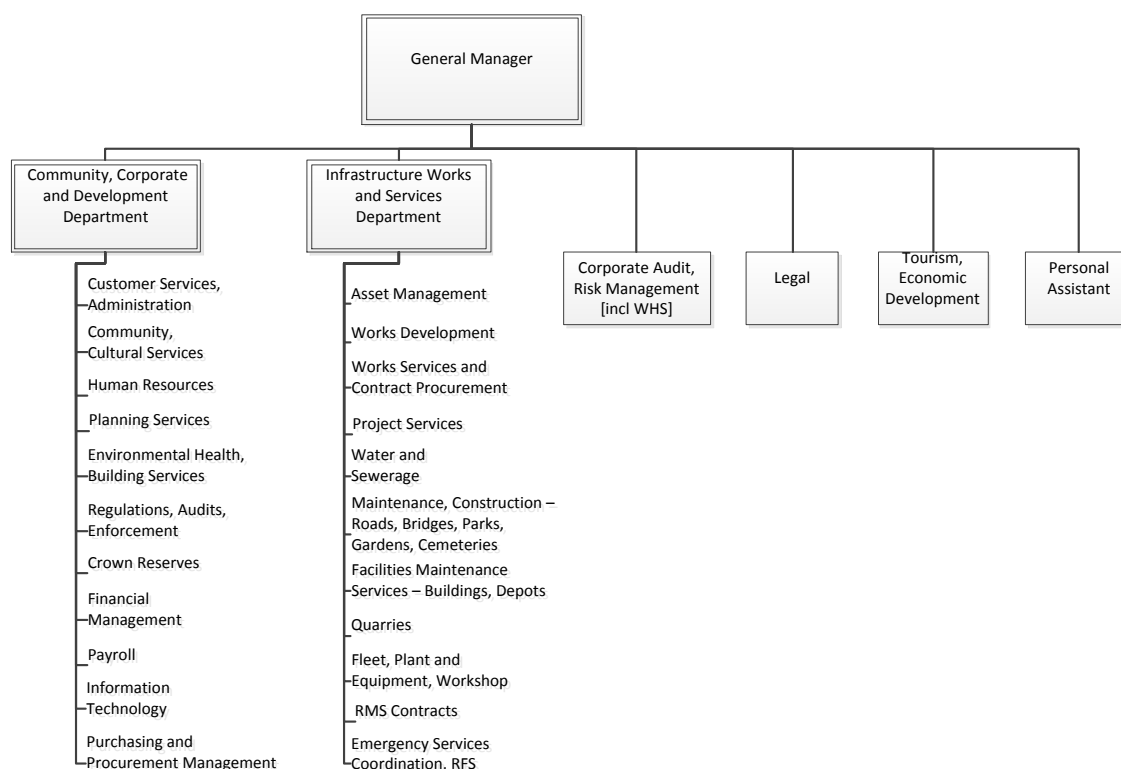 General Manager
Community, Corporate
and Development
Department
Infrastructure Works
and Services
Department
Corporate Audit,
Risk Management
[incl WHS]
Legal
Tourism,
Economic
Development
Personal
Assistant
Customer Services,
Administration
Community,
Cultural Services
Human Resources
Planning Services
Environmental Health,
Building Services
Regulations, Audits,
Enforcement
Crown Reserves
Financial
Management
Payroll
Information
Technology
Purchasing and
Procurement Management
Asset Management
Works Development
Works Services and
Contract Procurement
Project Services
Water and
Sewerage
Maintenance, Construction –
Roads, Bridges, Parks,
Gardens, Cemeteries
Facilities Maintenance
Services – Buildings, Depots
Quarries
Fleet, Plant and
Equipment, Workshop
RMS Contracts
Emergency Services
Coordination, RFS